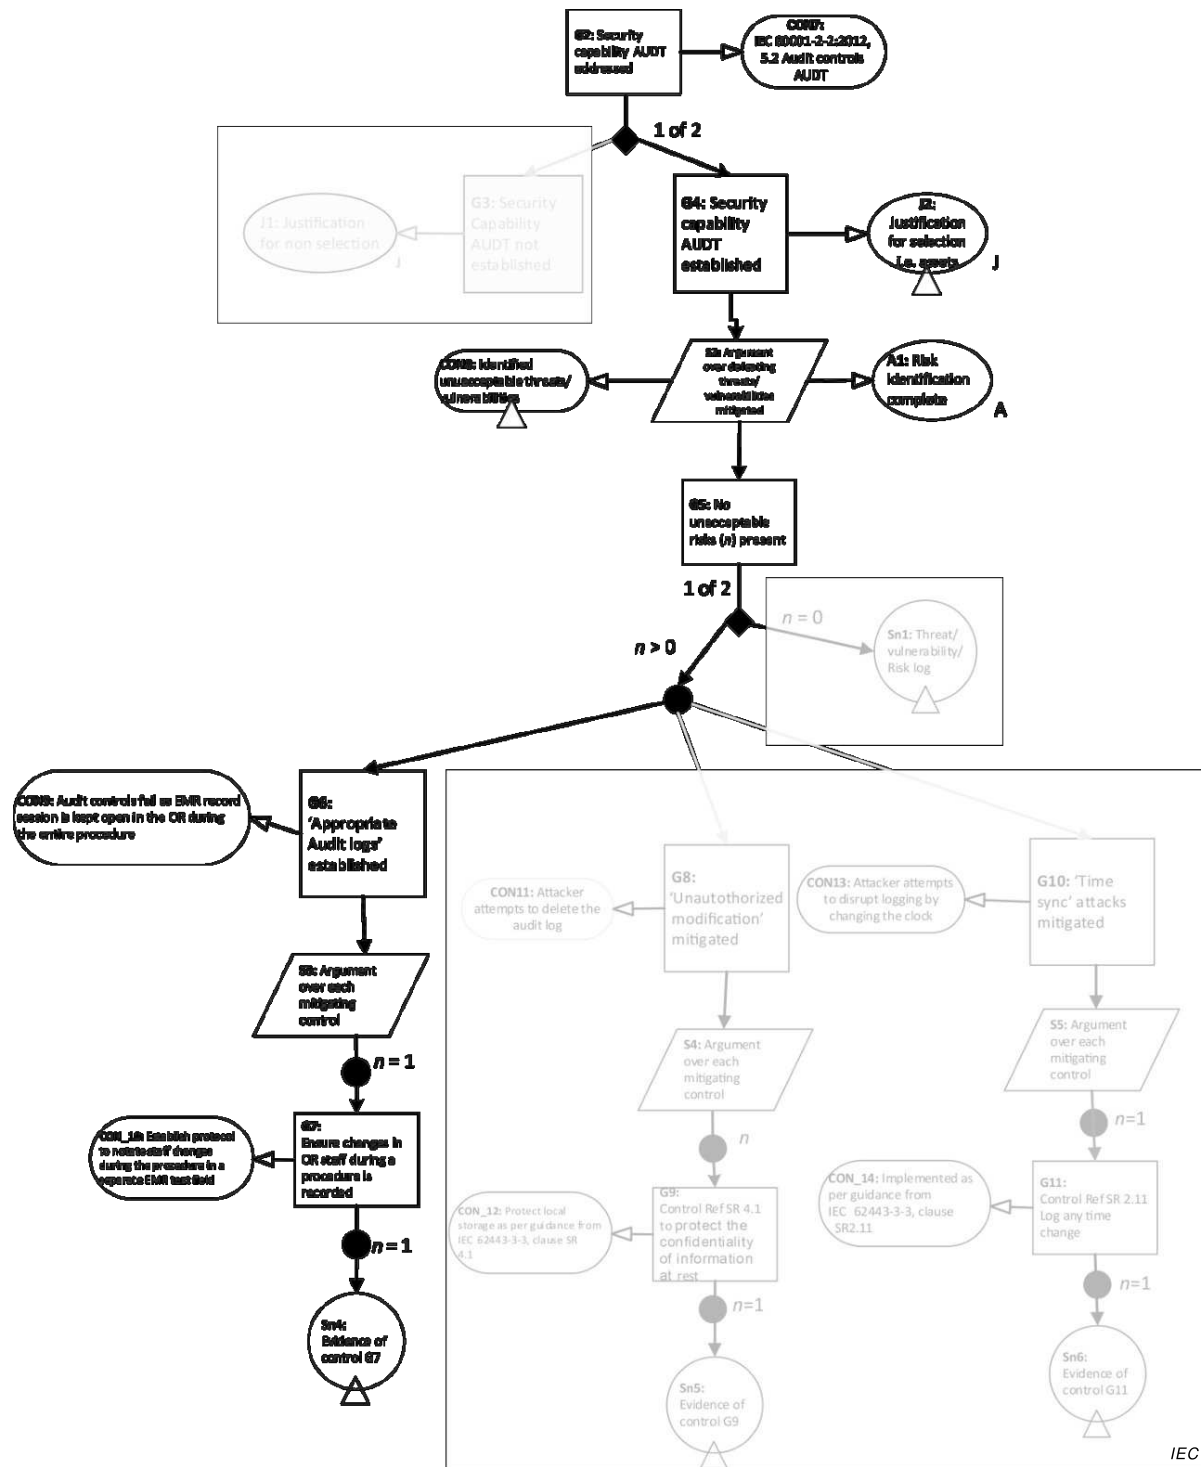 G2: Security
capability AUDT
addressed
CON7:
IEC 80001-2-2:2012,
5.2 Audit controls
AUDT
1 of 2
J1: Justification
for non selection
J
G3: Security
Capability
AUDT not
established
G4: Security
capability
AUDT
established
J2:
Justification
for selection
i.e. assets
J
CON8: Identified
unacceptable threats/
vulnerabilities
S2: Argument
over defeating
threats/
vulnerabilities
mitigated
A1: Risk
identification
complete
A
G5: No
unacceptable
risks (n) present
1 of 2
n = 0
n > 0
Sn1: Threat/
vulnerability/
Risk log
CON9: Audit controls fail as EMR record
session is kept open in the OR during
the entire procedure
G6:
‘Appropriate
Audit logs’
established
CON11: Attacker
attempts to delete the
audit log
G8:
‘Unauthorized
modification’
mitigated
CON13: Attacker attempts
to disrupt logging by
changing the clock
G10: ‘Time
sync’ attacks
mitigated
Argument
over each
mitigating
control
S4: Argument
over each
mitigating
control
S5: Argument
over each
mitigating
control
n = 1
n
n=1
CON_10: Establish protocol
to notate staff changes
during the procedure in a
separate EMR text field
G7:
Ensure changes in
OR staff during a
procedure is
recorded
CON_12: Protect local
storage as per guidance from
IEC 62443-3-3, clause SR
4.1
G9:
Control Ref SR 4.1
to protect the
confidentiality
of information
at rest
CON_14: Implemented as
per guidance from
IEC 62443-3-3, clause
SR2.11
G11:
Control Ref SR 2.11
Log any time
change
n = 1
n=1
n=1
Sn4:
Evidence of
control G7
Sn5:
Evidence of
control G9
Sn6:
Evidence of
control G11
IEC